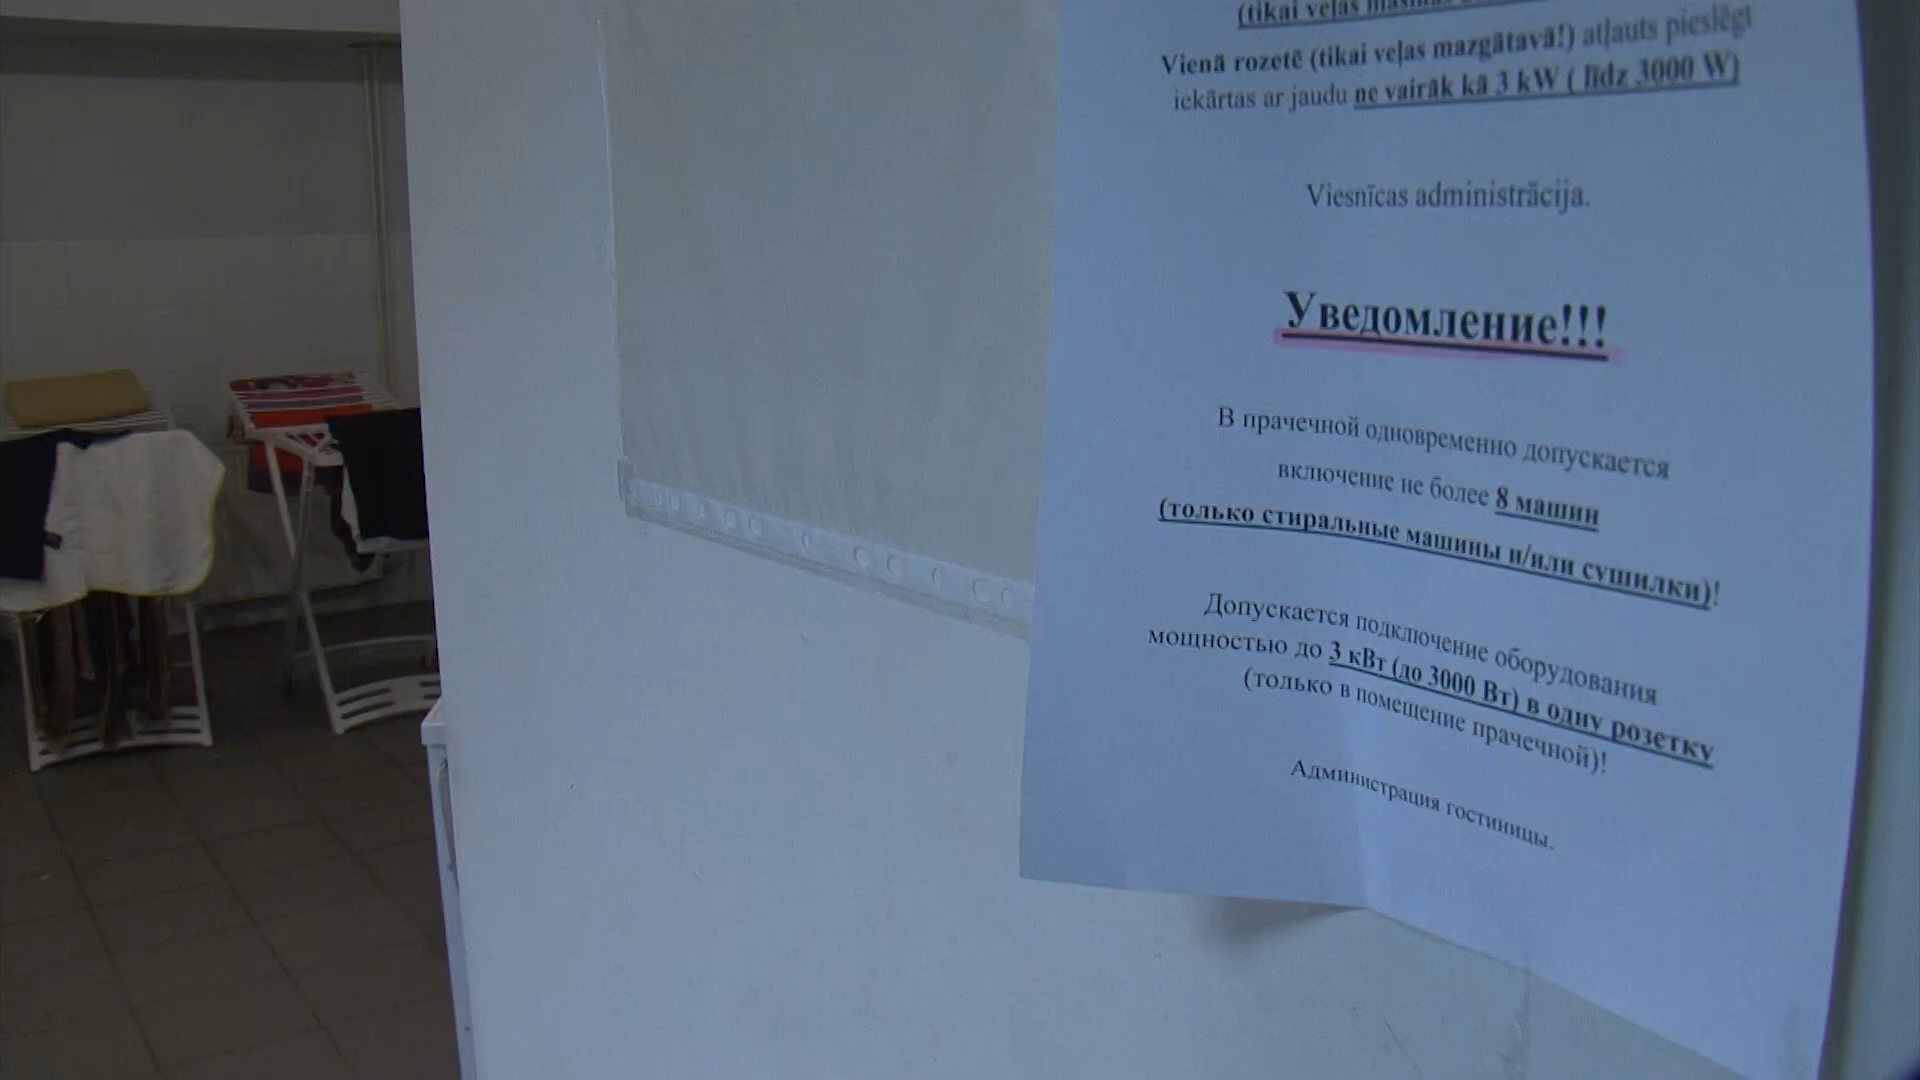 (tikai veļas
Vienā rozetē (tikai veļas mazgātavā!) atļauts pieslēgt
iekārtas ar jaudu ne vairāk kā 3 kW ( līdz 3000 W)
Viesnīcas administrācija.
Уведомление!!!
В прачечной одновременно допускается
включение не более 8 машин
(только стиральные машины и/или сушилки)!
Допускается подключение оборудования
мощностью до 3 кВт (до 3000 Вт) в одну розетку
(только в помещение прачечной)!
Администрация гостиницы.